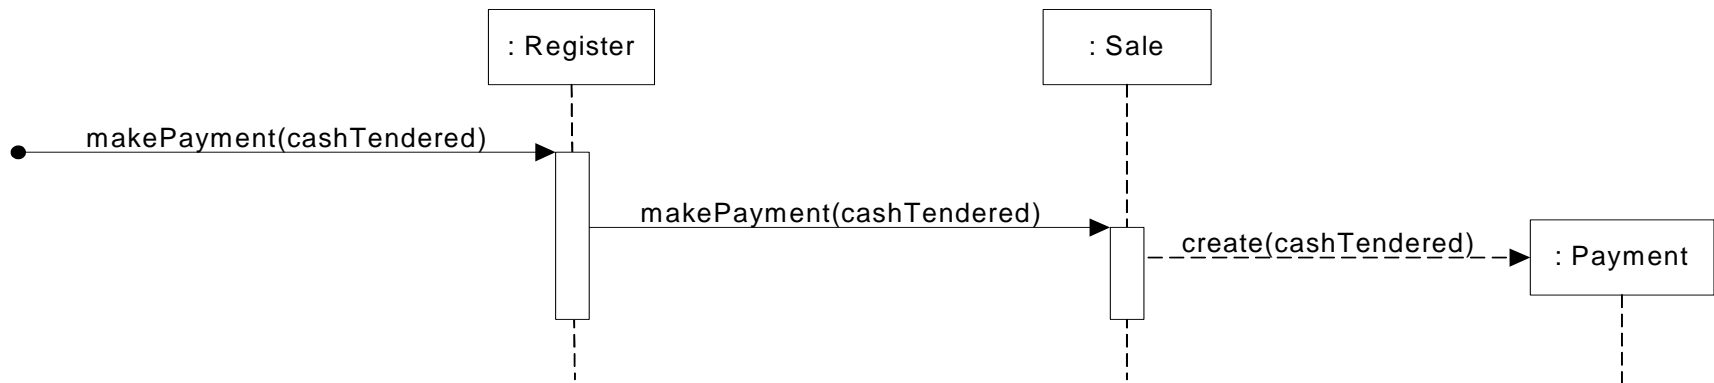 : Register
: Sale
makePayment(cashTendered)
makePayment(cashTendered)
create(cashTendered)
: Payment